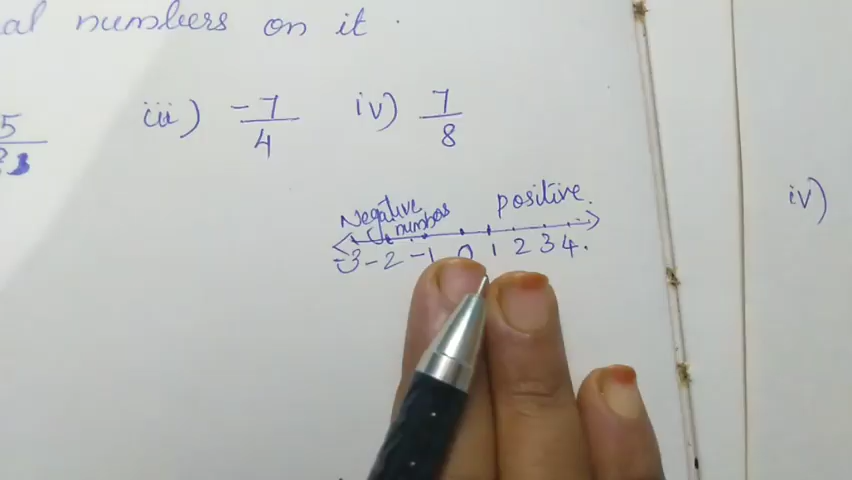 al numbers on it.
5 iii) -7/4 iv) 7/8
Negative numbers positive.
-3 -2 -1 0 1 2 3 4.
iv)